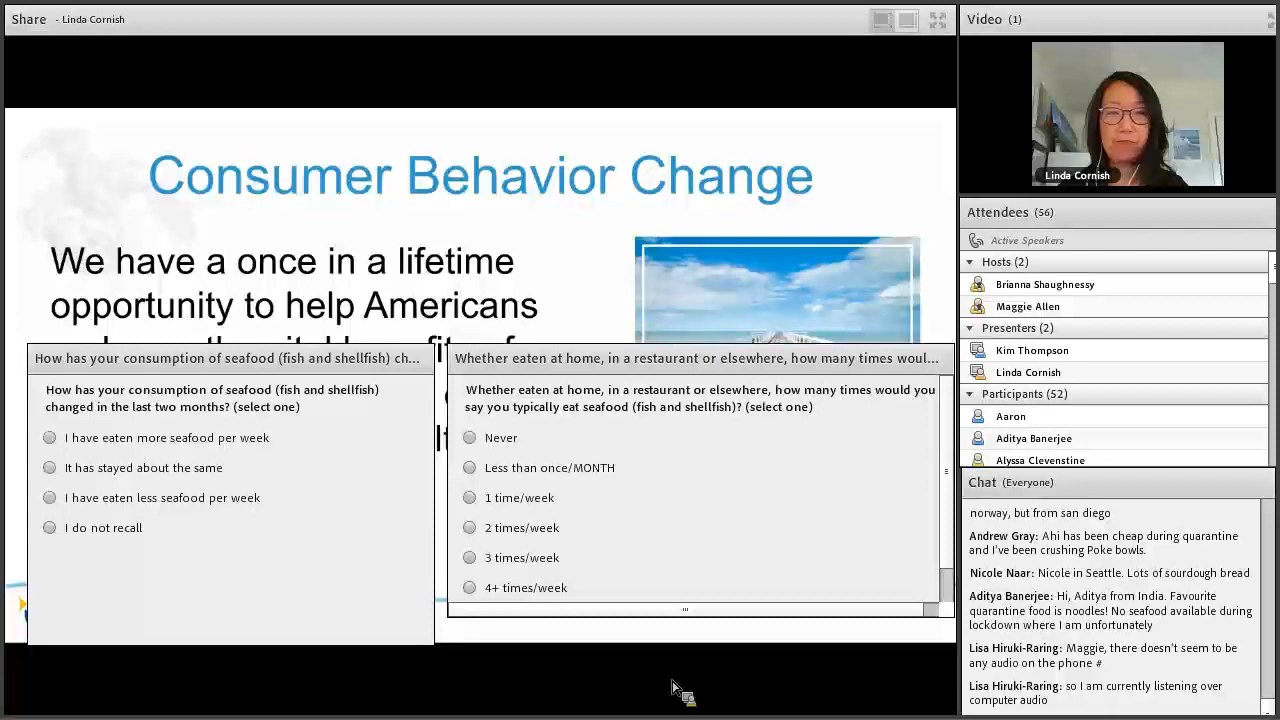 Share - Linda Cornish
Consumer Behavior Change
We have a once in a lifetime
opportunity to help Americans
How has your consumption of seafood (fish and shellfish) ch...
How has your consumption of seafood (fish and shellfish)
changed in the last two months? (select one)
I have eaten more seafood per week
It has stayed about the same
I have eaten less seafood per week
I do not recall
Whether eaten at home, in a restaurant or elsewhere, how many times woul...
Whether eaten at home, in a restaurant or elsewhere, how many times would you
say you typically eat seafood (fish and shellfish)? (select one)
Never
Less than once/MONTH
1 time/week
2 times/week
3 times/week
4+ times/week
Video (1)
Linda Cornish
Attendees (56)
Active Speakers
Hosts (2)
Brianna Shaughnessy
Maggie Allen
Presenters (2)
Kim Thompson
Linda Cornish
Participants (52)
Aaron
Aditya Banerjee
Alyssa Clevenstine
Chat (Everyone)
norway, but from san diego
Andrew Gray: Ahi has been cheap during quarantine
and I've been crushing Poke bowls.
Nicole Naar: Nicole in Seattle. Lots of sourdough bread
Aditya Banerjee: Hi, Aditya from India. Favourite
quarantine food is noodles! No seafood available during
lockdown where I am unfortunately
Lisa Hiruki-Raring: Maggie, there doesn't seem to be
any audio on the phone #
Lisa Hiruki-Raring: so I am currently listening over
computer audio